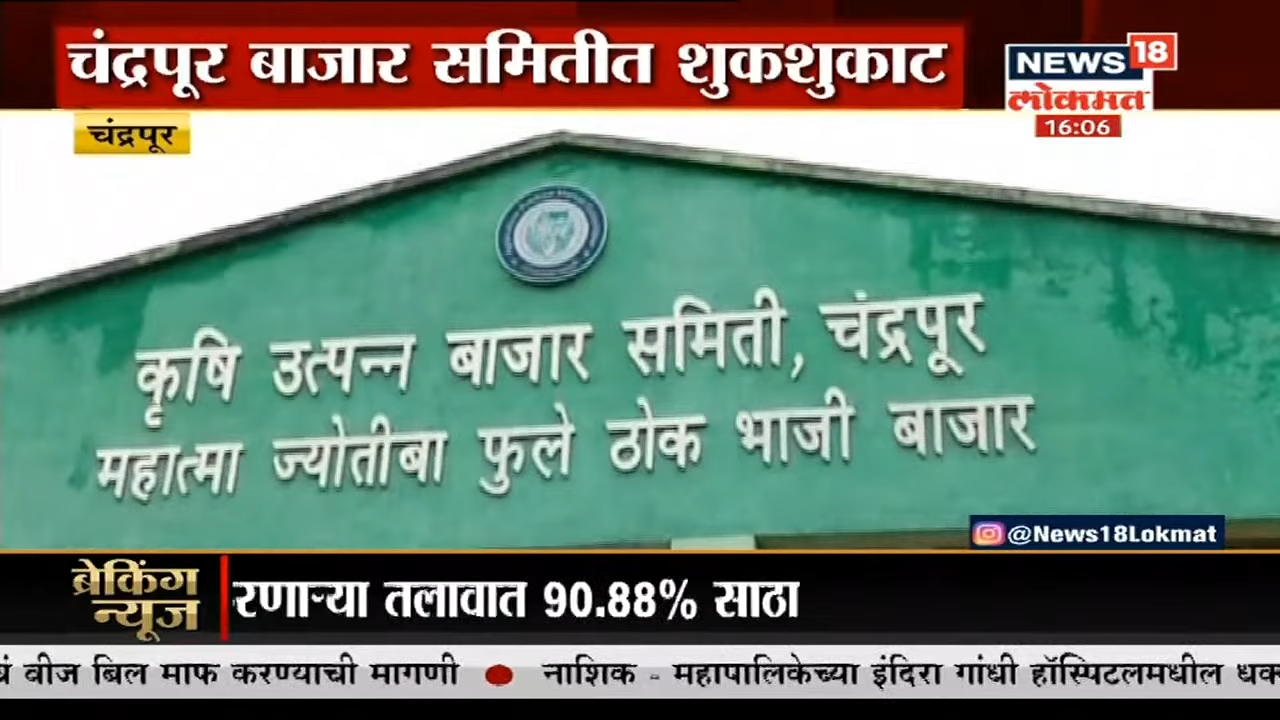 चंद्रपूर बाजार समितीत शुकशुकाट
NEWS 18
लोकमत
16:06
चंद्रपूर
कृषि उत्पन्न बाजार समिती, चंद्रपूर
महात्मा ज्योतीबा फुले ठोक भाजी बाजार
@News18Lokmat
ब्रेकिंग
न्यूज
रणाऱ्या तलावात 90.88% साठा
वीज बिल माफ करण्याची मागणी ● नाशिक - महापालिकेच्या इंदिरा गांधी हॉस्पिटलमधील